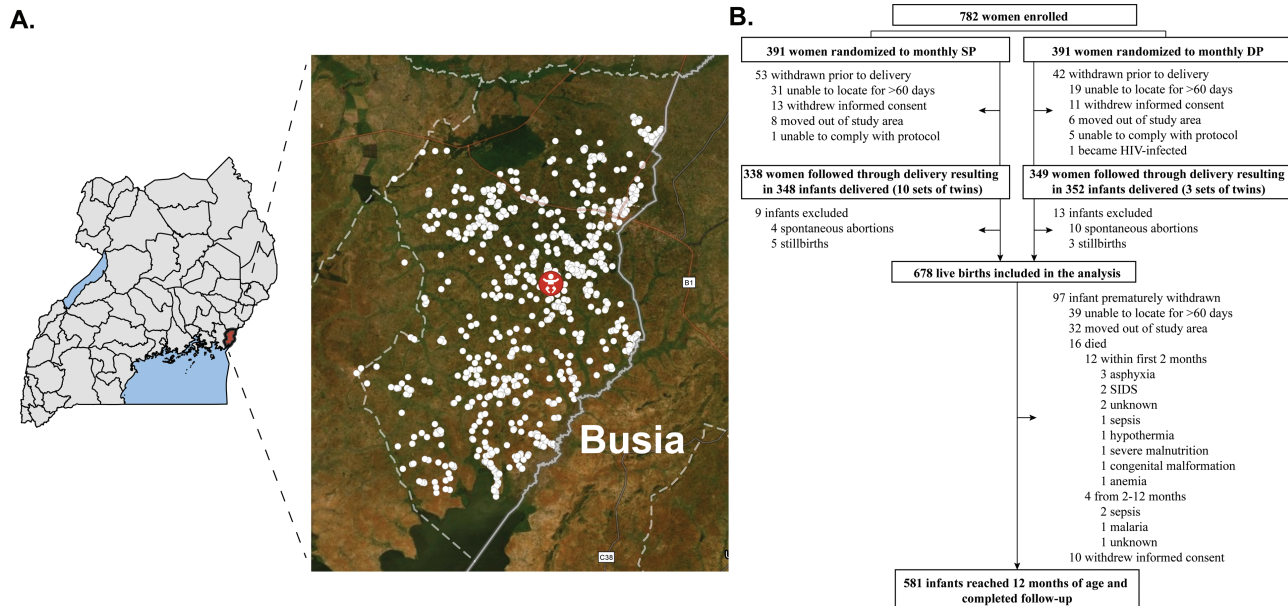 A.
B1
Busia
C38
B.
782 women enrolled
391 women randomized to monthly SP
391 women randomized to monthly DP
53 withdrawn prior to delivery
31 unable to locate for >60 days
13 withdrew informed consent
8 moved out of study area
1 unable to comply with protocol
42 withdrawn prior to delivery
19 unable to locate for >60 days
11 withdrew informed consent
6 moved out of study area
5 unable to comply with protocol
1 became HIV-infected
338 women followed through delivery resulting
in 348 infants delivered (10 sets of twins)
349 women followed through delivery resulting
in 352 infants delivered (3 sets of twins)
9 infants excluded
4 spontaneous abortions
5 stillbirths
13 infants excluded
10 spontaneous abortions
3 stillbirths
678 live births included in the analysis
97 infant prematurely withdrawn
39 unable to locate for >60 days
32 moved out of study area
16 died
12 within first 2 months
3 asphyxia
2 SIDS
2 unknown
1 sepsis
1 hypothermia
1 severe malnutrition
1 congenital malformation
1 anemia
4 from 2-12 months
2 sepsis
1 malaria
1 unknown
10 withdrew informed consent
581 infants reached 12 months of age and
completed follow-up